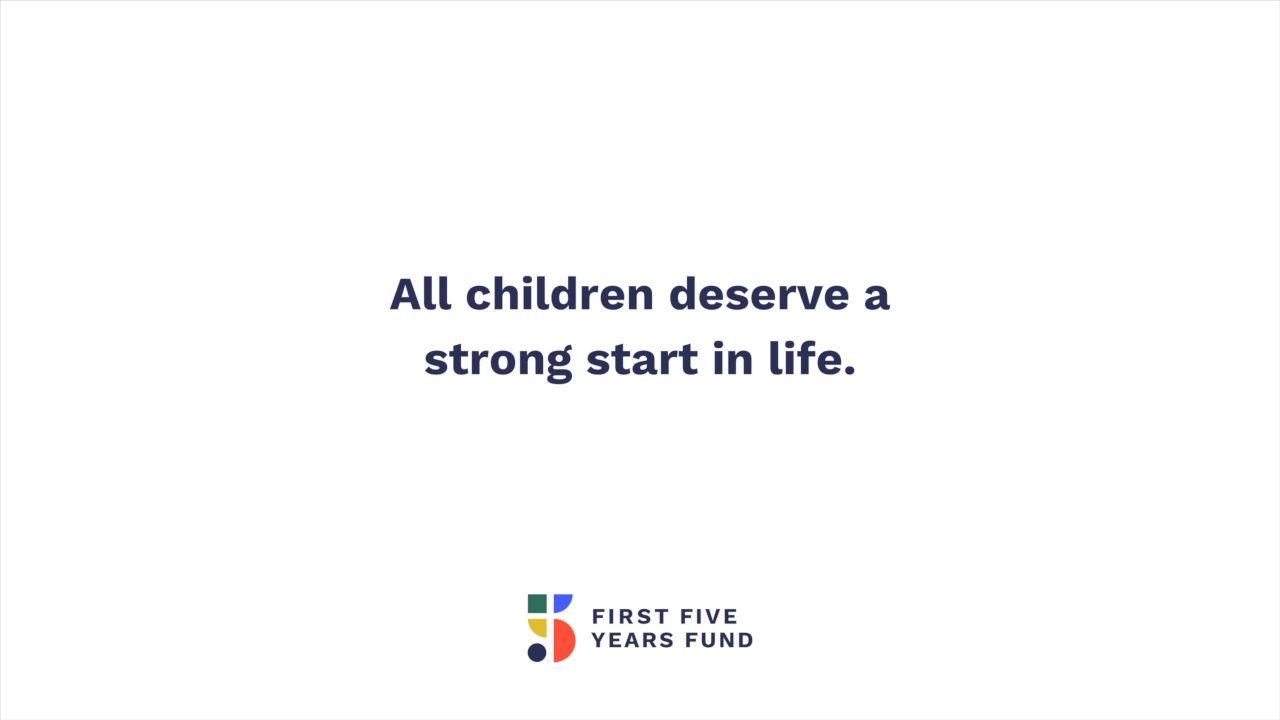 All children deserve a
strong start in life.
FIRST FIVE
YEARS FUND